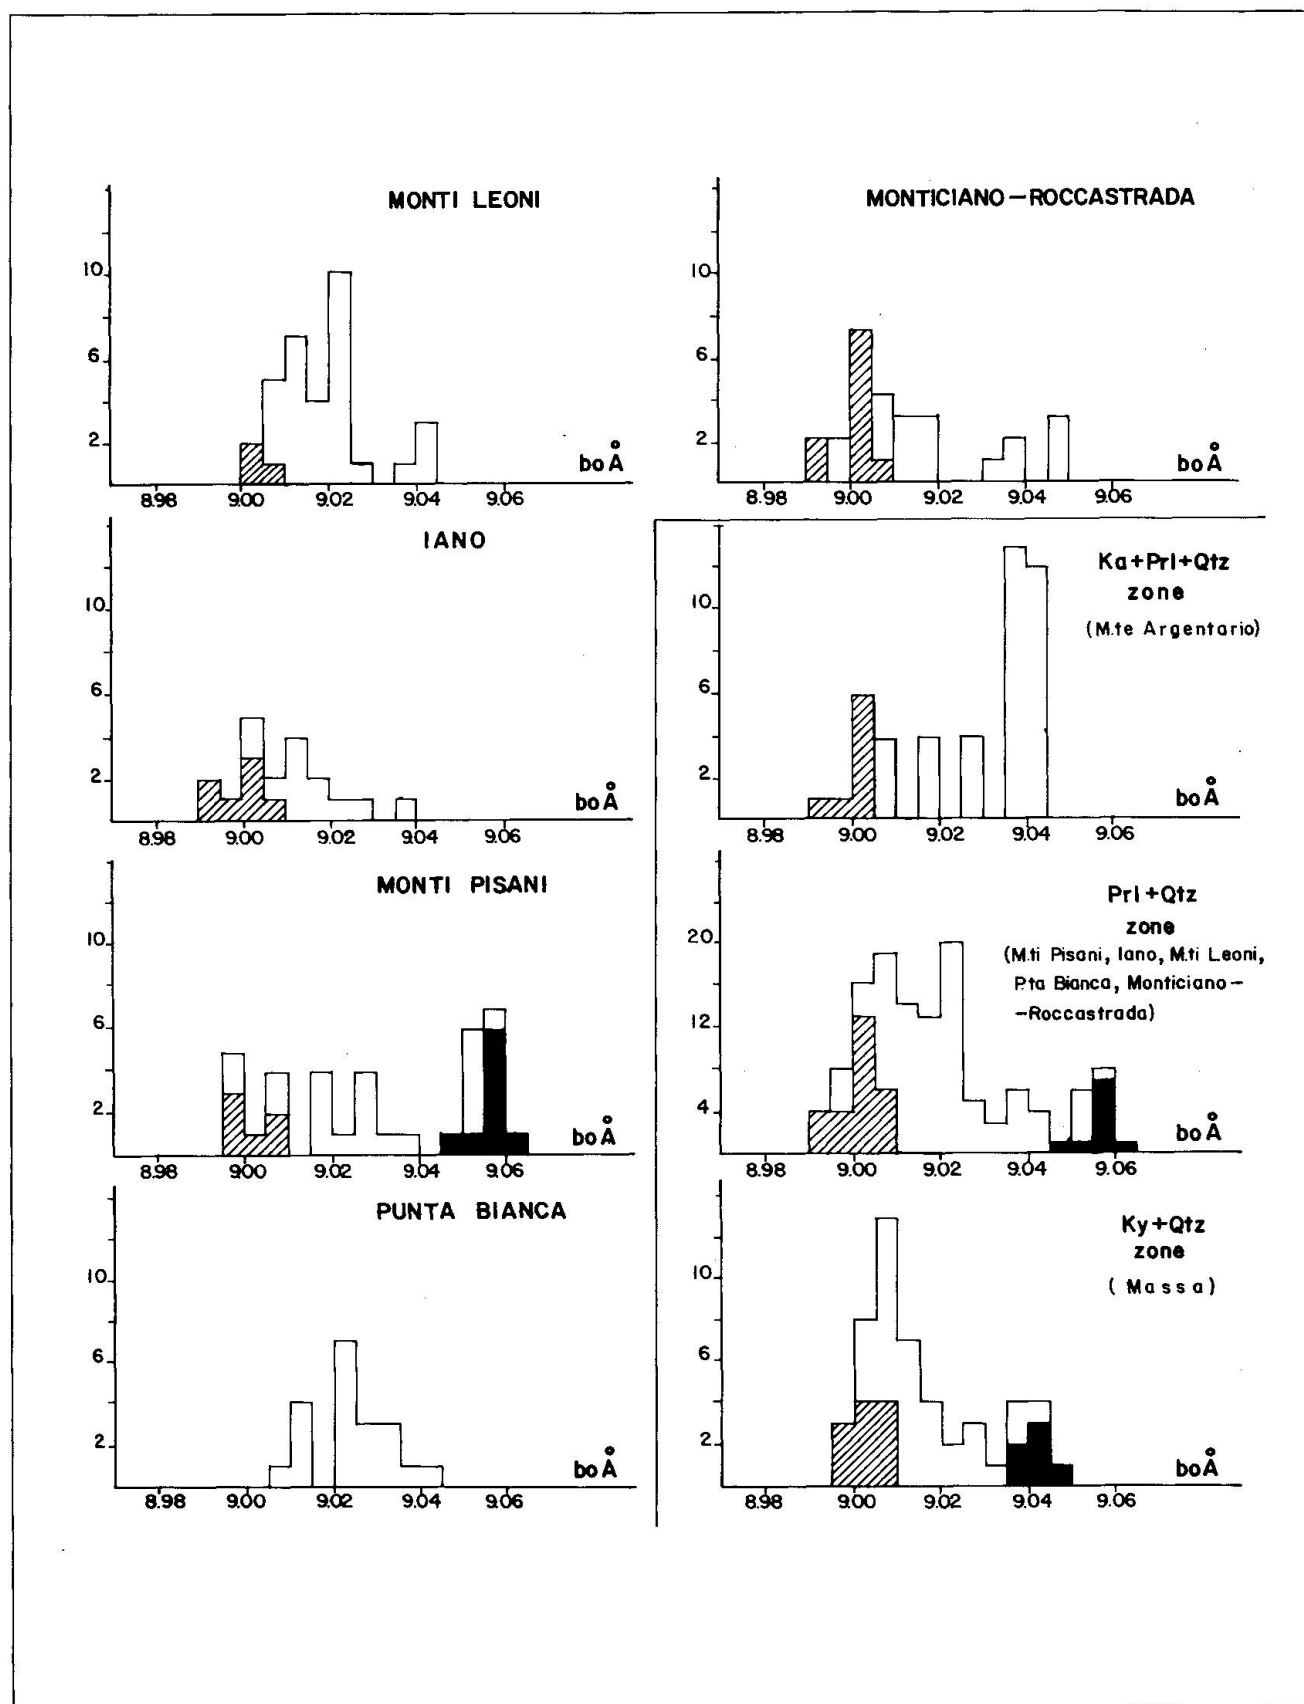 MONTI LEONI
10
6
2
bo Å
8.98 9.00 9.02 9.04 9.06
MONTICIANO-ROCCASTRADA
10
6
2
bo Å
8.98 9.00 9.02 9.04 9.06
IANO
10
6
2
bo Å
8.98 9.00 9.02 9.04 9.06
Ka+Prl+Qtz
zone
(M.te Argentario)
10
6
2
bo Å
8.98 9.00 9.02 9.04 9.06
MONTI PISANI
10
6
2
bo Å
8.98 9.00 9.02 9.04 9.06
Prl+Qtz
zone
(M.ti Pisani, Iano, M.ti Leoni,
P.ta Bianca, Monticiano-
-Roccastrada)
20
12
4
bo Å
8.98 9.00 9.02 9.04 9.06
PUNTA BIANCA
10
6
2
bo Å
8.98 9.00 9.02 9.04 9.06
Ky+Qtz
zone
(Massa)
10
6
2
bo Å
8.98 9.00 9.02 9.04 9.06